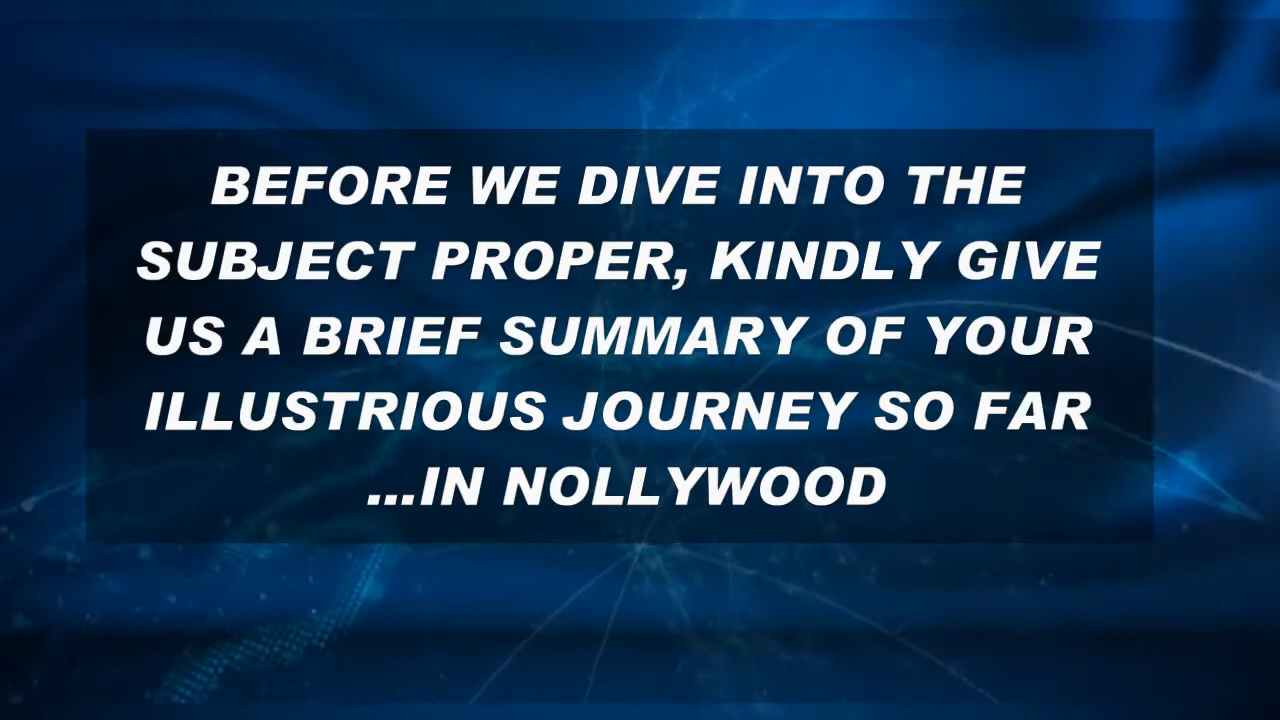 BEFORE WE DIVE INTO THE
SUBJECT PROPER, KINDLY GIVE
US A BRIEF SUMMARY OF YOUR
ILLUSTRIOUS JOURNEY SO FAR
...IN NOLLYWOOD